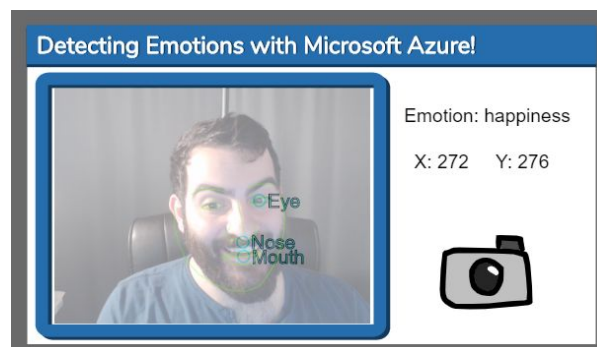 Detecting Emotions with Microsoft Azure!
Emotion: happiness
X: 272 Y: 276
Eye
Nose
Mouth